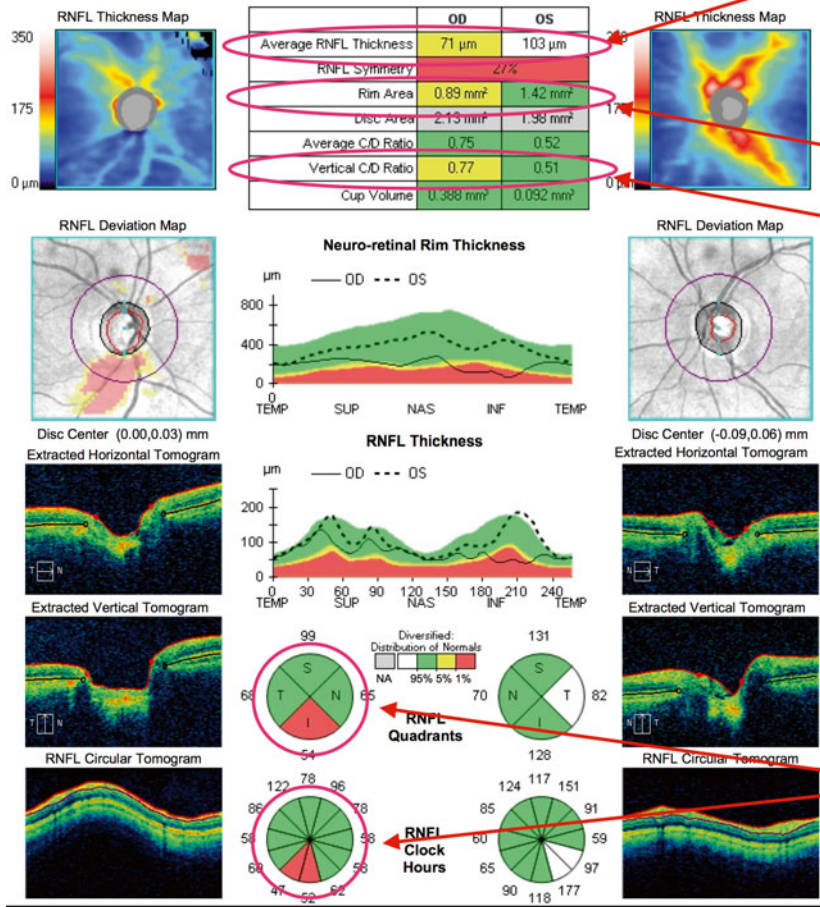 RNFL Thickness Map
350
175
0 µm
OD OS
Average RNFL Thickness 71 µm 103 µm
RNFL Symmetry 27%
Rim Area 0.89 mm² 1.42 mm²
Disc Area 2.13 mm² 1.98 mm²
Average C/D Ratio 0.75 0.52
Vertical C/D Ratio 0.77 0.51
Cup Volume 0.388 mm³ 0.092 mm³
RNFL Thickness Map
175
0 µm
RNFL Deviation Map
Disc Center (0.00,0.03) mm
Neuro-retinal Rim Thickness
µm
OD OS
800
400
0
0
TEMP SUP NAS INF TEMP
RNFL Deviation Map
Disc Center (-0.09,0.06) mm
Extracted Horizontal Tomogram
T N
RNFL Thickness
µm
OD OS
200
100
0
0 30 60 90 120 150 180 210 240
TEMP SUP NAS INF TEMP
Extracted Horizontal Tomogram
T N
Extracted Vertical Tomogram
T N
99
S
68 T N 65
I
54
Diversified:
Distribution of Normals
NA 95% 5% 1%
RNFL
Quadrants
131
S
70 N T 82
I
128
Extracted Vertical Tomogram
T N
RNFL Circular Tomogram
78
122 96
86 78
58 58
69 58
47 62
52
RNFL
Clock
Hours
117
124 151
85 91
60 59
65 97
90 177
118
RNFL Circular Tomogram